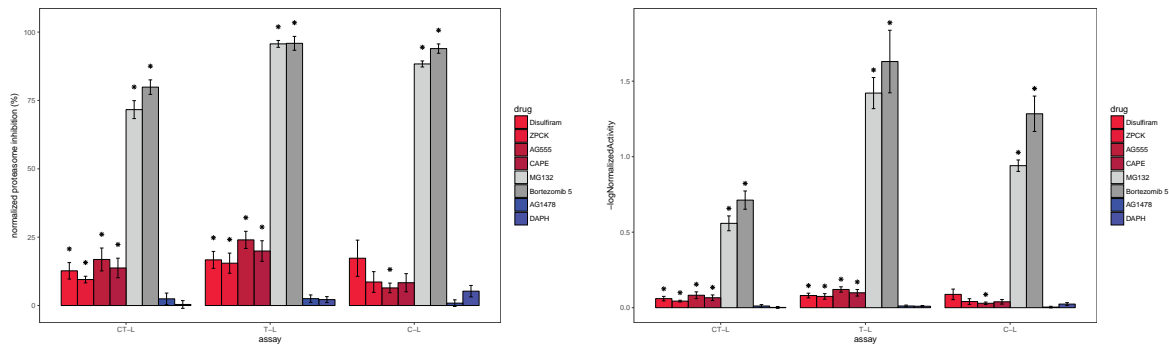 normalized proteasome inhibition (%)
100
75
50
25
0
* * * * * * * * * * * * * * *
CT-L T-L C-L
assay
drug
Disulfiram
ZPCK
AG555
CAPE
MG132
Bortezomib 5
AG1478
DAPH
-logNormalizedActivity
1.5
1.0
0.5
0.0
* * * * * * * * * * * * * * *
CT-L T-L C-L
assay
drug
Disulfiram
ZPCK
AG555
CAPE
MG132
Bortezomib 5
AG1478
DAPH